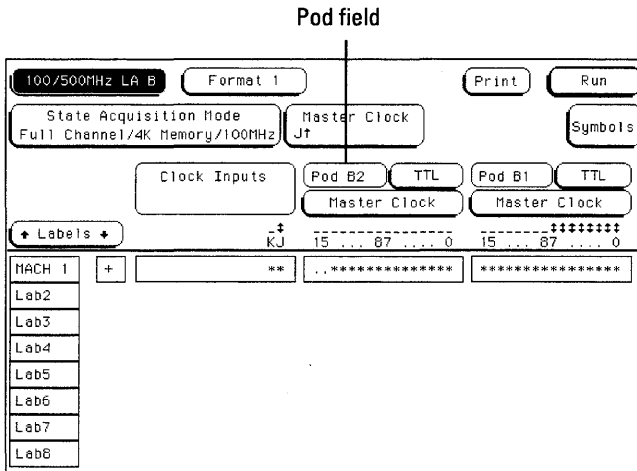 Pod field
100/500MHz LA B Format 1 Print Run
State Acquisition Mode Master Clock
Full Channel/4K Memory/100MHz J↑ Symbols
Clock Inputs Pod B2 TTL Pod B1 TTL
Master Clock Master Clock
_↕ ---------------- --------↕↕↕↕↕↕↕↕
↑ Labels ↓ KJ 15 ... 87 .... 0 15 ... 87 .... 0
MACH 1 + ** ..************** ****************
Lab2
Lab3
Lab4
Lab5
Lab6
Lab7
Lab8